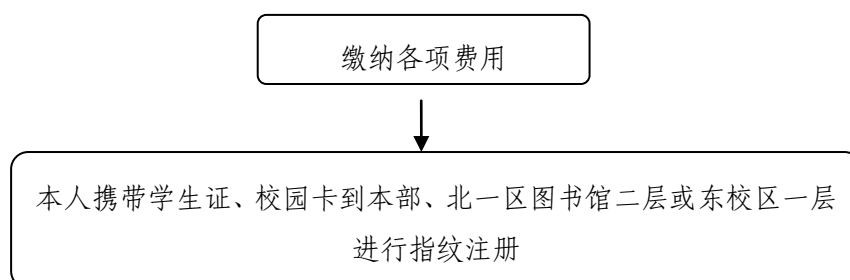 缴纳各项费用
本人携带学生证、校园卡到本部、北一区图书馆二层或东校区一层
进行指纹注册